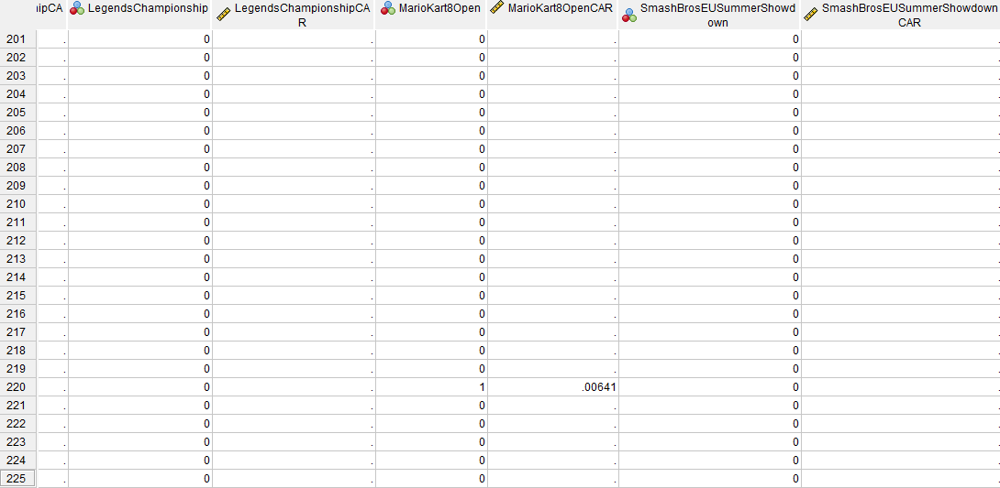 ipCA LegendsChampionship LegendsChampionshipCA MarioKart8Open MarioKart8OpenCAR SmashBrosEUSummerShowd SmashBrosEUSummerShowdown
R own CAR
201 . 0 . 0 . 0 .
202 . 0 . 0 . 0 .
203 . 0 . 0 . 0 .
204 . 0 . 0 . 0 .
205 . 0 . 0 . 0 .
206 . 0 . 0 . 0 .
207 . 0 . 0 . 0 .
208 . 0 . 0 . 0 .
209 . 0 . 0 . 0 .
210 . 0 . 0 . 0 .
211 . 0 . 0 . 0 .
212 . 0 . 0 . 0 .
213 . 0 . 0 . 0 .
214 . 0 . 0 . 0 .
215 . 0 . 0 . 0 .
216 . 0 . 0 . 0 .
217 . 0 . 0 . 0 .
218 . 0 . 0 . 0 .
219 . 0 . 0 . 0 .
220 . 0 . 1 .00641 0 .
221 . 0 . 0 . 0 .
222 . 0 . 0 . 0 .
223 . 0 . 0 . 0 .
224 . 0 . 0 . 0 .
225 . 0 . 0 . 0 .